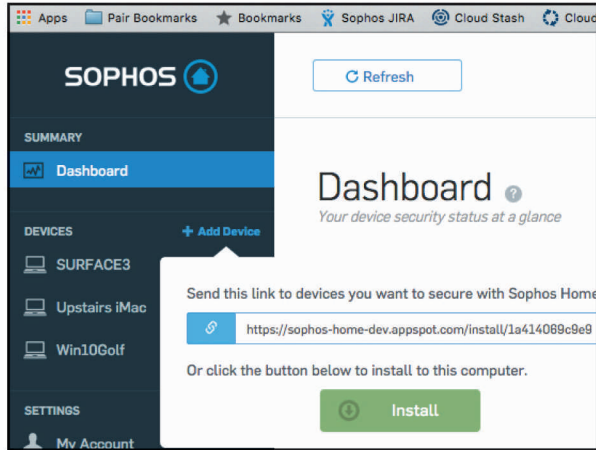 Apps Pair Bookmarks Bookmarks Sophos JIRA Cloud Stash Cloud
SOPHOS
Refresh
SUMMARY
Dashboard
Dashboard ?
Your device security status at a glance
DEVICES + Add Device
SURFACE3
Upstairs iMac
Win10Golf
Send this link to devices you want to secure with Sophos Home
https://sophos-home-dev.appspot.com/install/1a414069c9e9
Or click the button below to install to this computer.
Install
SETTINGS
My Account